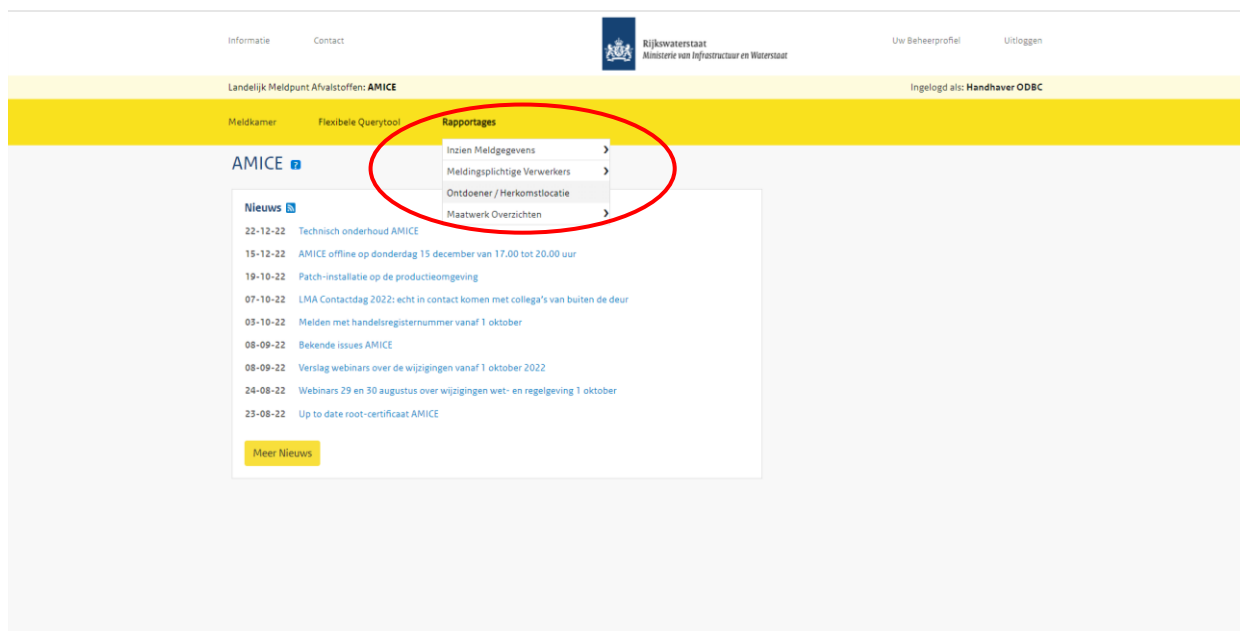 Informatie Contact
Rijkswaterstaat
Ministerie van Infrastructuur en Waterstaat
Uw Beheerprofiel Uitloggen
Landelijk Meldpunt Afvalstoffen: AMICE Ingelogd als: Handhaver ODBC
Meldkamer Flexibele Querytool Rapportages
Inzien Meldgegevens
Meldingsplichtige Verwerkers
Ontdoener / Herkomstlocatie
Maatwerk Overzichten
AMICE ?
Nieuws
22-12-22 Technisch onderhoud AMICE
15-12-22 AMICE offline op donderdag 15 december van 17.00 tot 20.00 uur
19-10-22 Patch-installatie op de productieomgeving
07-10-22 LMA Contactdag 2022: echt in contact komen met collega's van buiten de deur
03-10-22 Melden met handelsregisternummer vanaf 1 oktober
08-09-22 Bekende issues AMICE
08-09-22 Verslag webinars over de wijzigingen vanaf 1 oktober 2022
24-08-22 Webinars 29 en 30 augustus over wijzigingen wet- en regelgeving 1 oktober
23-08-22 Up to date root-certificaat AMICE
Meer Nieuws